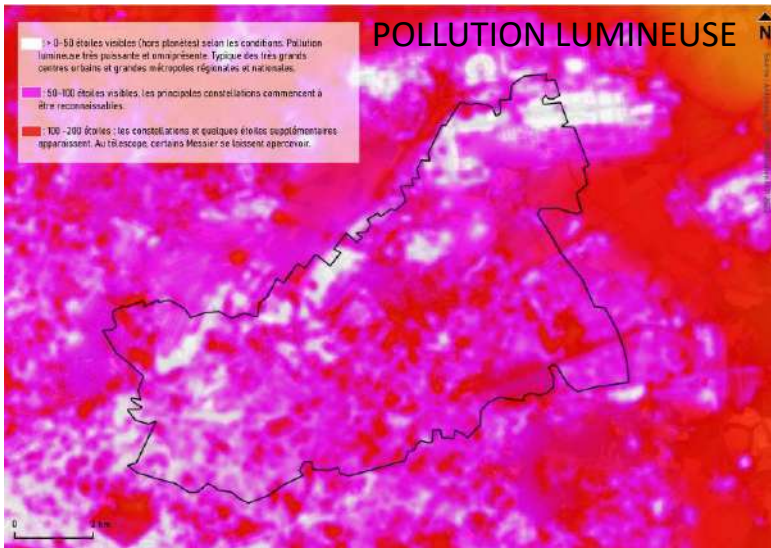 POLLUTION LUMINEUSE
N
: > 0-50 étoiles visibles (hors planètes) selon les conditions. Pollution
lumineuse très puissante et omniprésente. Typique des très grands
centres urbains et grandes métropoles régionales et nationales.
: 50-100 étoiles visibles, les principales constellations commencent à
être reconnaissables.
: 100 -200 étoiles : les constellations et quelques étoiles supplémentaires
apparaissent. Au télescope, certains Messier se laissent apercevoir.
0
2 km